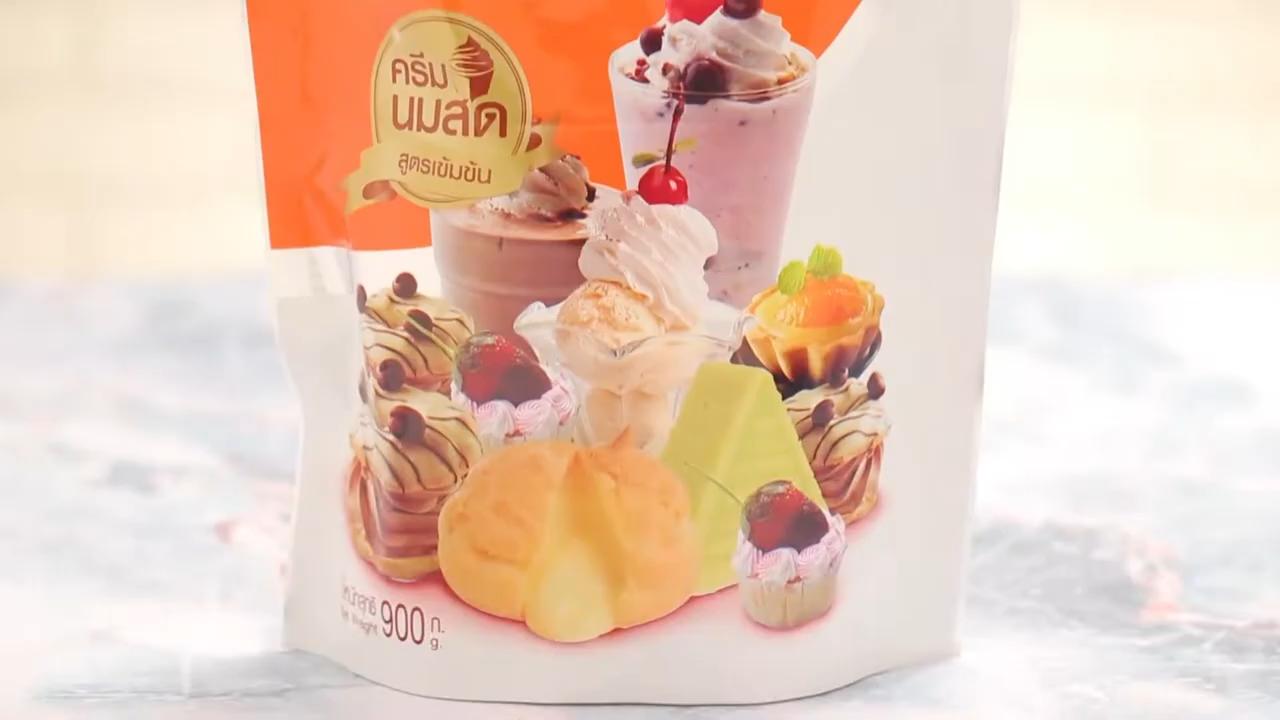 ครีม
นมสด
สูตรเข้มข้น
น้ำหนักสุทธิ 900 ก.
Net Weight g.